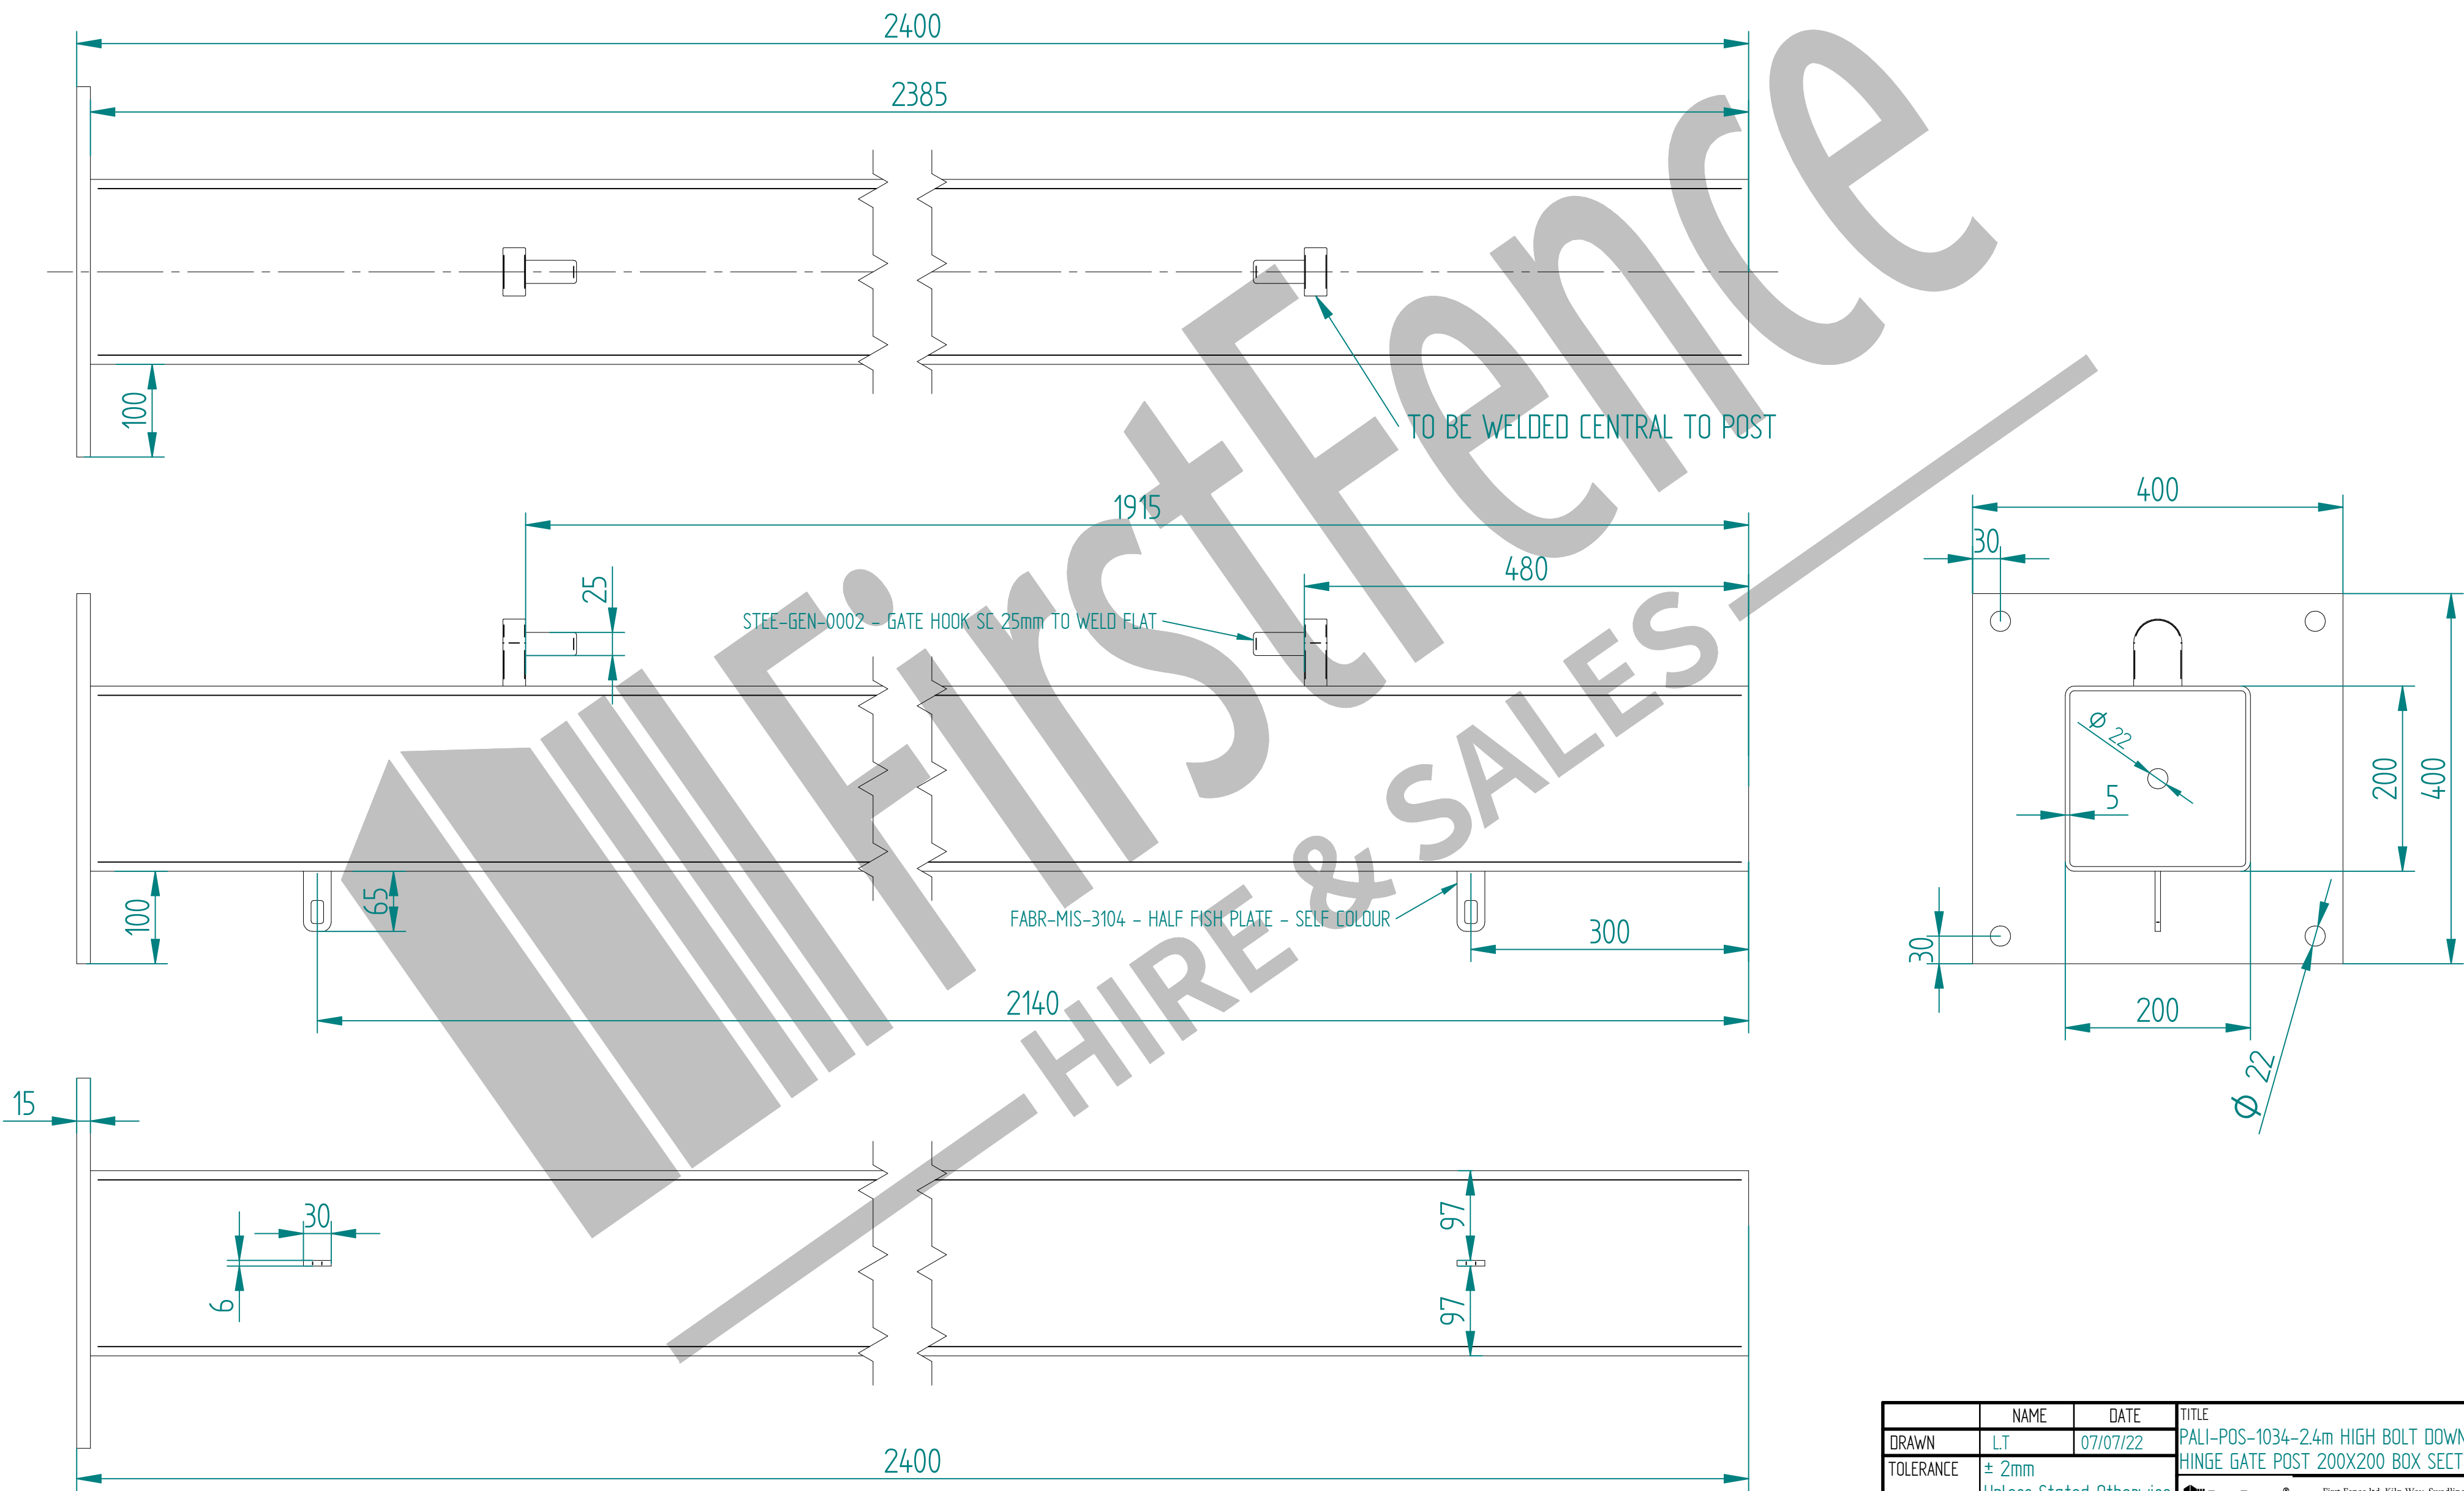 2400
2385
100
TO BE WELDED CENTRAL TO POST
1915
480
25
STEE-GEN-0002 - GATE HOOK SC 25mm TO WELD FLAT
100
65
FABR-MIS-3104 - HALF FISH PLATE - SELF COLOUR
300
2140
400
30
Ø 22
5
200
400
30
200
Ø 22
15
30
6
97
97
2400
FirstFence
HIRE & SALES
NAME DATE TITLE
DRAWN L.T 07/07/22 PALI-POS-1034-2.4m HIGH BOLT DOWN
HINGE GATE POST 200X200 BOX SECT
TOLERANCE ± 2mm